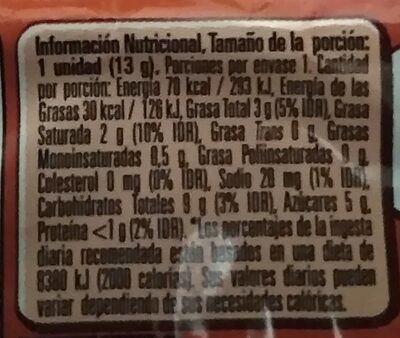 Información Nutricional, Tamaño de la porción:
1 unidad (13 g), Porciones por envase 1. Cantidad
por porción: Energía 70 kcal / 293 kJ, Energía de las
Grasas 30 kcal / 126 kJ, Grasa Total 3 g (5% IDR), Grasa
Saturada 2 g (10% IDR), Grasa Trans 0 g, Grasas
Monoinsaturadas 0,5 g, Grasa Poliinsaturadas 0 g,
Colesterol 0 mg (0% IDR), Sodio 20 mg (1% IDR),
Carbohidratos Totales 9 g (3% IDR), Azúcares 5 g,
Proteína <1 g (2% IDR). *Los porcentajes de la ingesta
diaria recomendada están basados en una dieta de
8380 kJ (2000 calorías). Sus valores diarios pueden
variar dependiendo de sus necesidades calóricas.